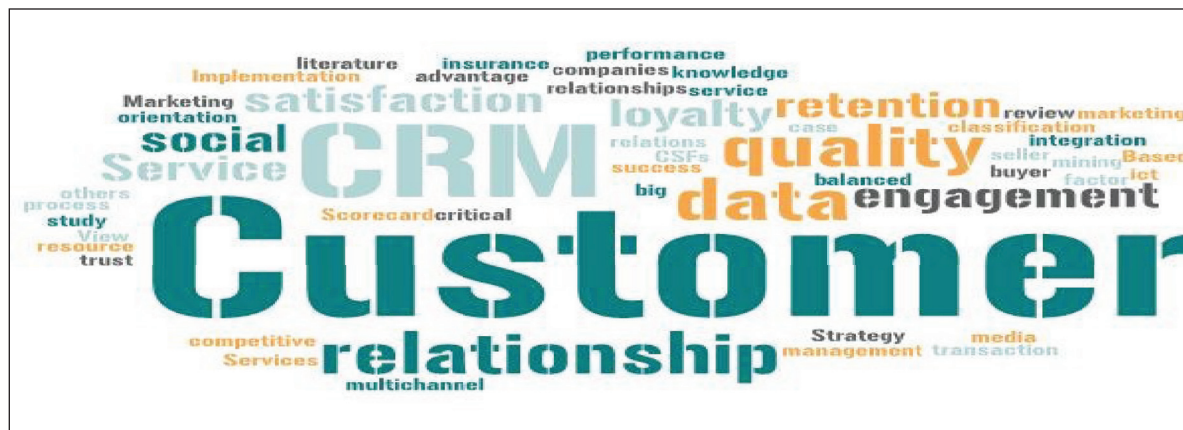 performance
literature insurance companies knowledge
Implementation advantage relationships service
Marketing satisfaction loyalty retention review marketing
orientation case classification
social CRM relations quality integration
Service CSFs seller mining Based
success buyer factor ict
others big data balanced engagement
process
study Scorecard critical
View
resource
trust
Customer
competitive relationship Strategy media
Services management transaction
multichannel